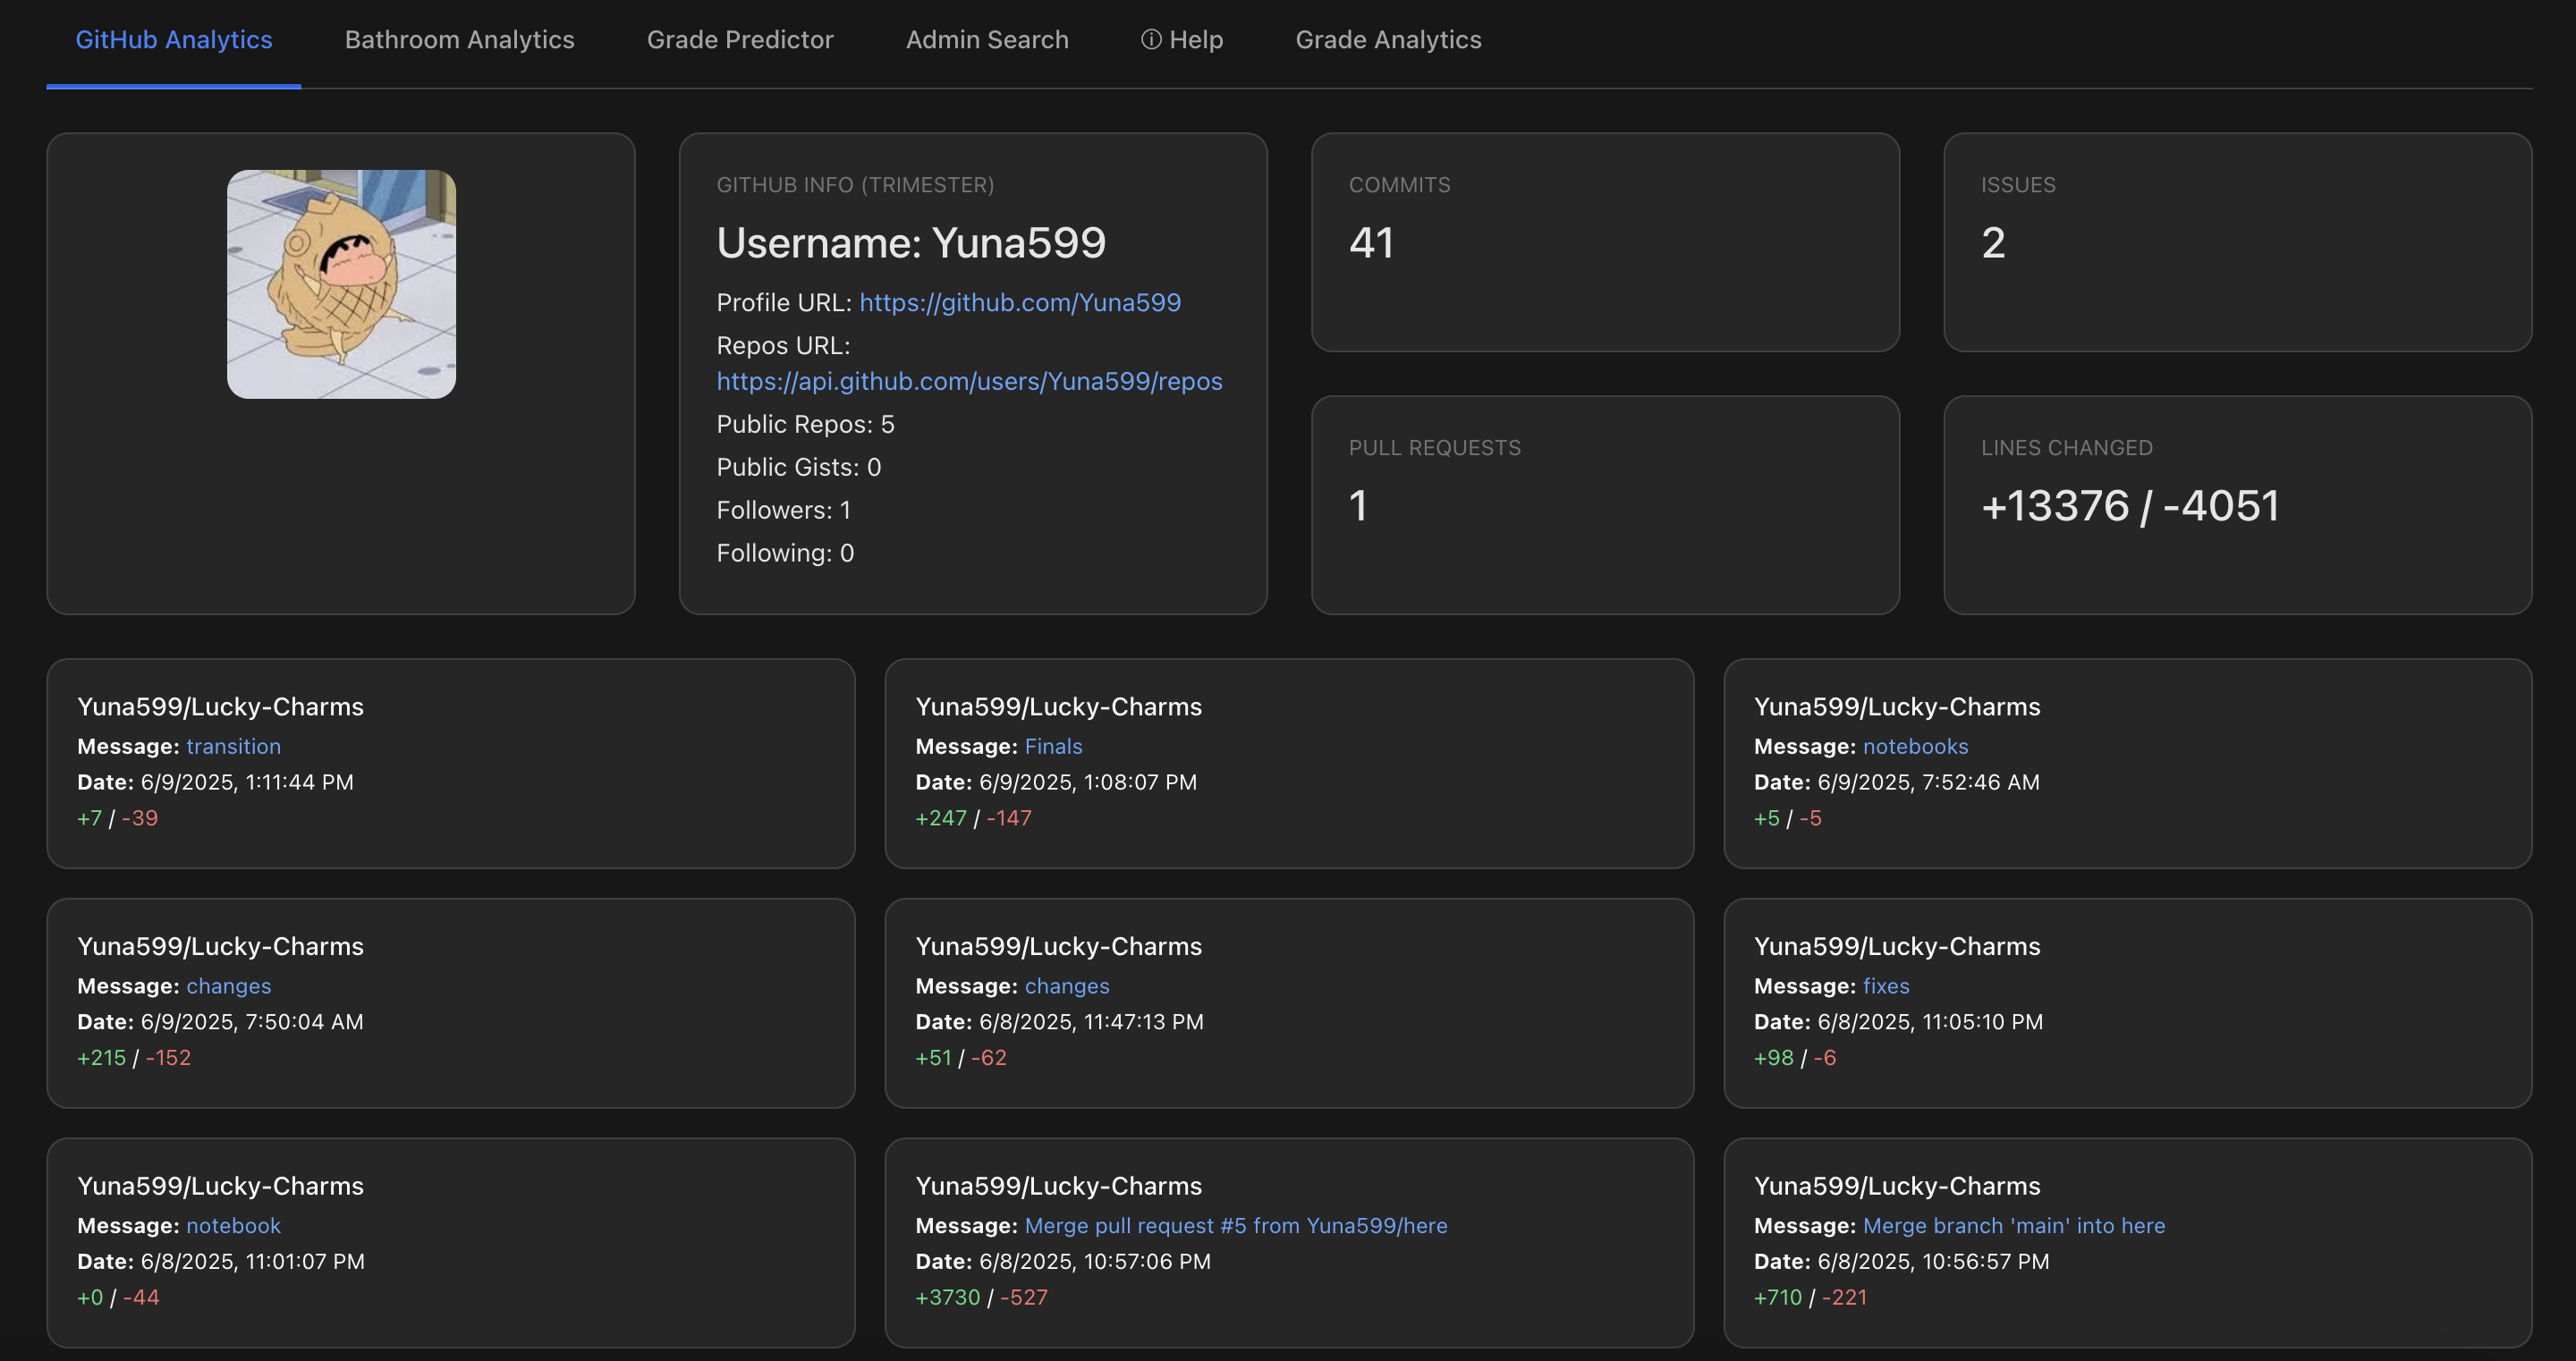 GitHub Analytics
Bathroom Analytics
Grade Predictor
Admin Search
ⓘ Help
Grade Analytics
GITHUB INFO (TRIMESTER)
Username: Yuna599
Profile URL: https://github.com/Yuna599
Repos URL:
https://api.github.com/users/Yuna599/repos
Public Repos: 5
Public Gists: 0
Followers: 1
Following: 0
COMMITS
41
ISSUES
2
PULL REQUESTS
1
LINES CHANGED
+13376 / -4051
Yuna599/Lucky-Charms
Message: transition
Date: 6/9/2025, 1:11:44 PM
+7 / -39
Yuna599/Lucky-Charms
Message: Finals
Date: 6/9/2025, 1:08:07 PM
+247 / -147
Yuna599/Lucky-Charms
Message: notebooks
Date: 6/9/2025, 7:52:46 AM
+5 / -5
Yuna599/Lucky-Charms
Message: changes
Date: 6/9/2025, 7:50:04 AM
+215 / -152
Yuna599/Lucky-Charms
Message: changes
Date: 6/8/2025, 11:47:13 PM
+51 / -62
Yuna599/Lucky-Charms
Message: fixes
Date: 6/8/2025, 11:05:10 PM
+98 / -6
Yuna599/Lucky-Charms
Message: notebook
Date: 6/8/2025, 11:01:07 PM
+0 / -44
Yuna599/Lucky-Charms
Message: Merge pull request #5 from Yuna599/here
Date: 6/8/2025, 10:57:06 PM
+3730 / -527
Yuna599/Lucky-Charms
Message: Merge branch 'main' into here
Date: 6/8/2025, 10:56:57 PM
+710 / -221